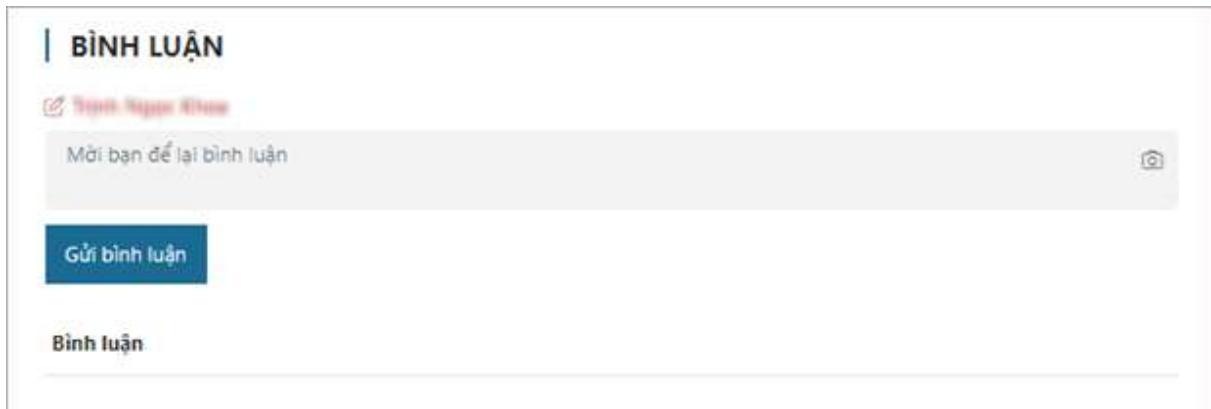 BÌNH LUẬN
Mời bạn để lại bình luận
Gửi bình luận
Bình luận